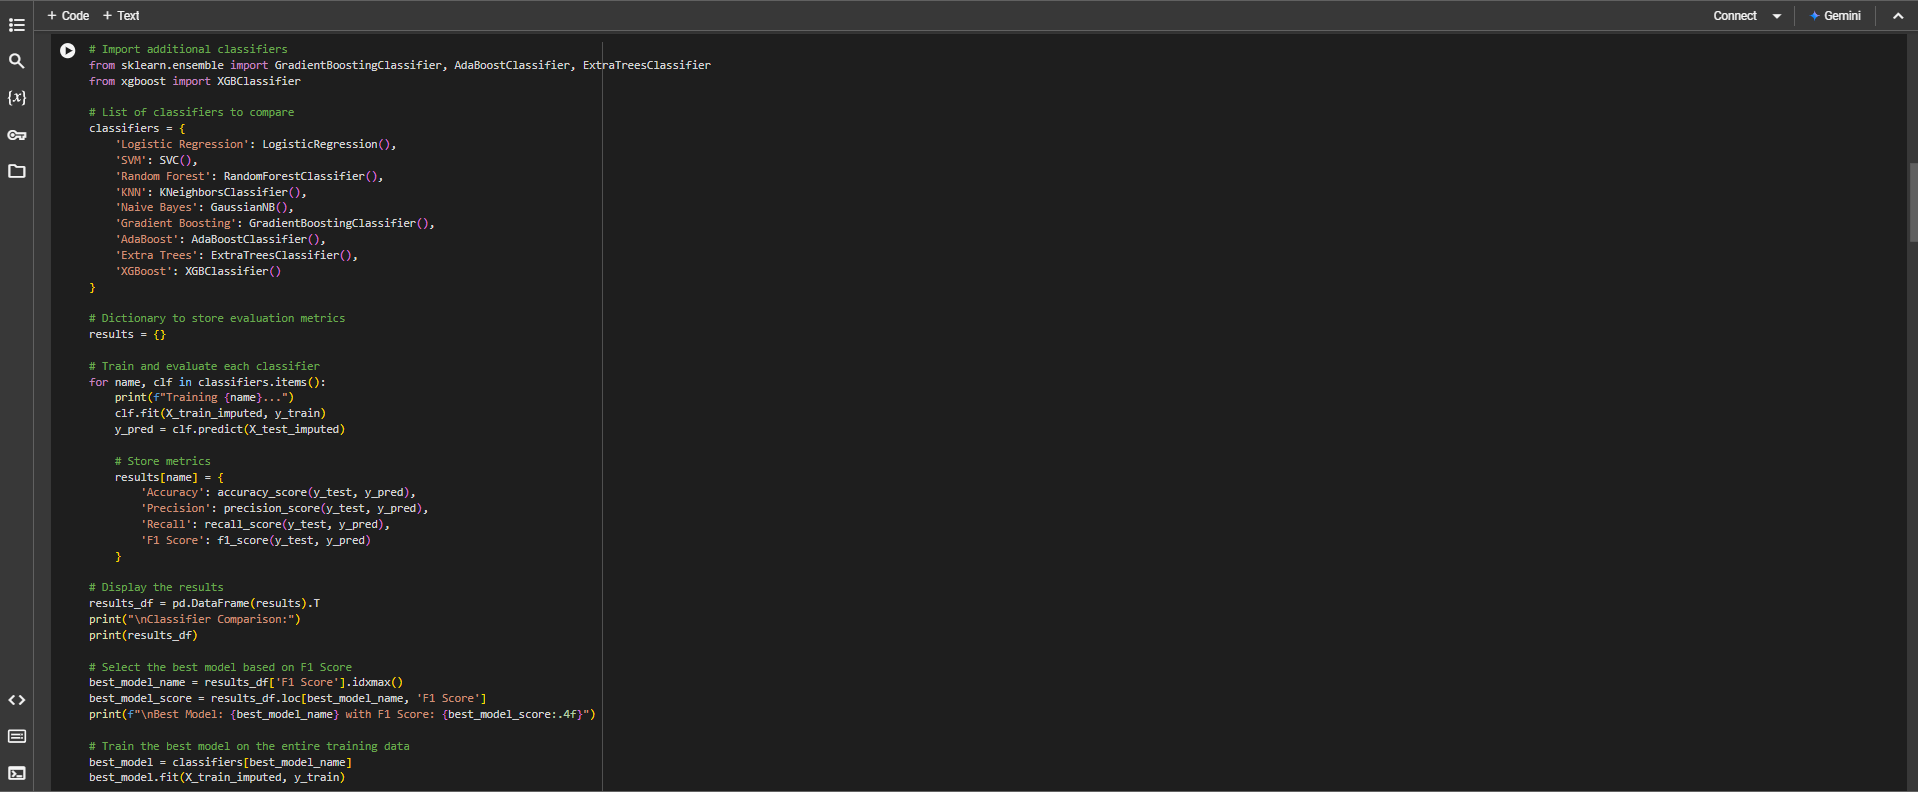 + Code + Text
Connect
Gemini
{x}
# Import additional classifiers
from sklearn.ensemble import GradientBoostingClassifier, AdaBoostClassifier, ExtraTreesClassifier
from xgboost import XGBClassifier
# List of classifiers to compare
classifiers = {
    'Logistic Regression': LogisticRegression(),
    'SVM': SVC(),
    'Random Forest': RandomForestClassifier(),
    'KNN': KNeighborsClassifier(),
    'Naive Bayes': GaussianNB(),
    'Gradient Boosting': GradientBoostingClassifier(),
    'AdaBoost': AdaBoostClassifier(),
    'Extra Trees': ExtraTreesClassifier(),
    'XGBoost': XGBClassifier()
}
# Dictionary to store evaluation metrics
results = {}
# Train and evaluate each classifier
for name, clf in classifiers.items():
    print(f"Training {name}...")
    clf.fit(X_train_imputed, y_train)
    y_pred = clf.predict(X_test_imputed)
    # Store metrics
    results[name] = {
        'Accuracy': accuracy_score(y_test, y_pred),
        'Precision': precision_score(y_test, y_pred),
        'Recall': recall_score(y_test, y_pred),
        'F1 Score': f1_score(y_test, y_pred)
    }
# Display the results
results_df = pd.DataFrame(results).T
print("\nClassifier Comparison:")
print(results_df)
# Select the best model based on F1 Score
best_model_name = results_df['F1 Score'].idxmax()
best_model_score = results_df.loc[best_model_name, 'F1 Score']
print(f"\nBest Model: {best_model_name} with F1 Score: {best_model_score:.4f}")
# Train the best model on the entire training data
best_model = classifiers[best_model_name]
best_model.fit(X_train_imputed, y_train)